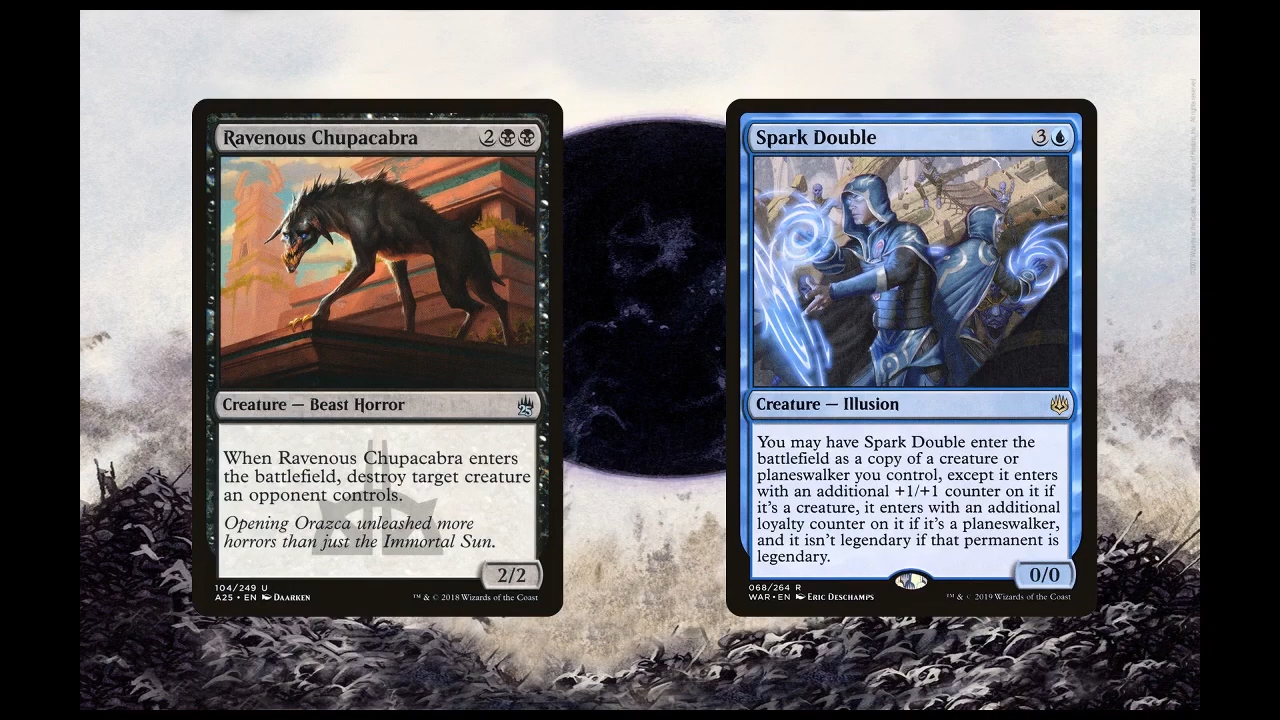 Ravenous Chupacabra 2
Creature — Beast Horror
25
When Ravenous Chupacabra enters
the battlefield, destroy target creature
an opponent controls.
Opening Orazca unleashed more
horrors than just the Immortal Sun.
2/2
104/249 U
A25 • EN Daarken
™ & © 2018 Wizards of the Coast
Spark Double 3
Creature — Illusion
You may have Spark Double enter the
battlefield as a copy of a creature or
planeswalker you control, except it enters
with an additional +1/+1 counter on it if
it's a creature, it enters with an additional
loyalty counter on it if it's a planeswalker,
and it isn't legendary if that permanent is
legendary.
0/0
068/264 R
WAR • EN Eric Deschamps
™ & © 2019 Wizards of the Coast